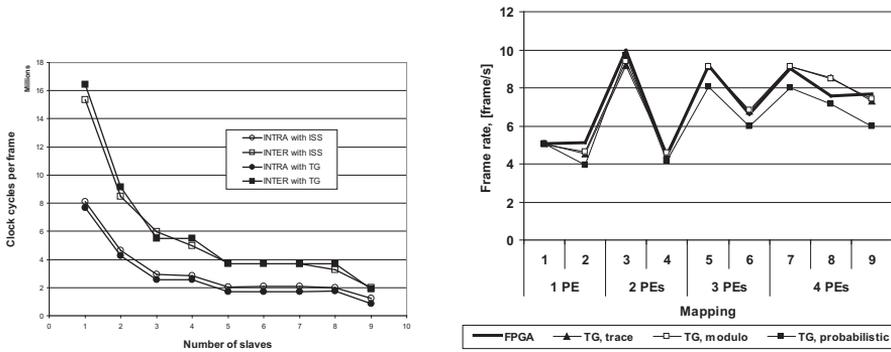 Millions
18
16
14
12
10
8
6
4
2
0
Clock cycles per frame
INTRA with ISS
INTER with ISS
INTRA with TG
INTER with TG
0 1 2 3 4 5 6 7 8 9 10
Number of slaves
12
10
8
6
4
2
0
Frame rate, [frame/s]
1 2 3 4 5 6 7 8 9
1 PE 2 PEs 3 PEs 4 PEs
Mapping
FPGA TG, trace TG, modulo TG, probabilistic